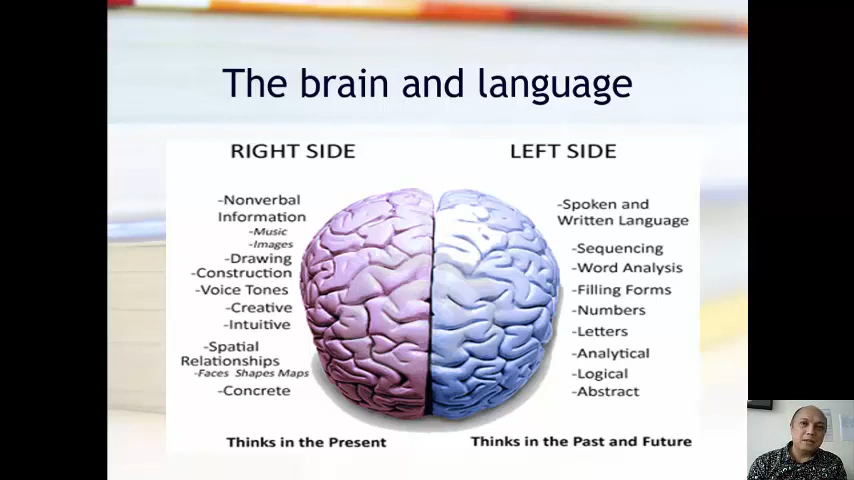 The brain and language
RIGHT SIDE
-Nonverbal
Information
-Music
-Images
-Drawing
-Construction
-Voice Tones
-Creative
-Intuitive
-Spatial
Relationships
-Faces Shapes Maps
-Concrete
Thinks in the Present
LEFT SIDE
-Spoken and
Written Language
-Sequencing
-Word Analysis
-Filling Forms
-Numbers
-Letters
-Analytical
-Logical
-Abstract
Thinks in the Past and Future